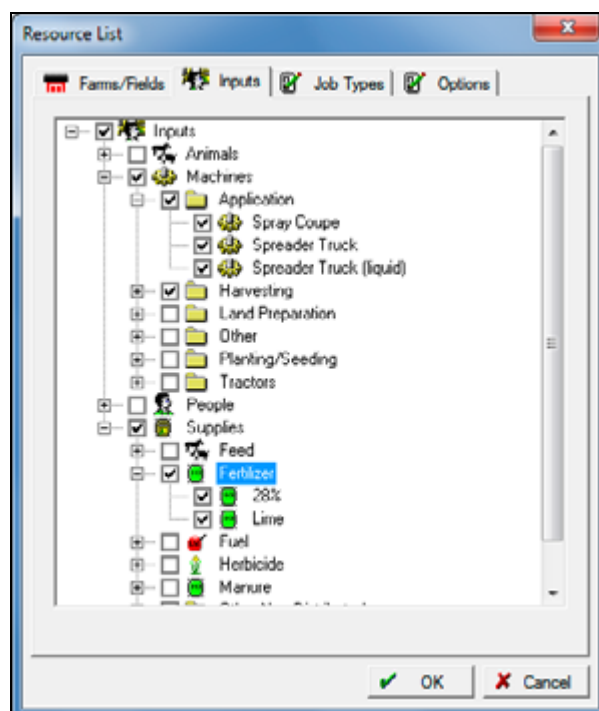 Resource List
Farms/Fields Inputs Job Types Options
Inputs
Animals
Machines
Application
Spray Coupe
Spreader Truck
Spreader Truck (liquid)
Harvesting
Land Preparation
Other
Planting/Seeding
Tractors
People
Supplies
Feed
Fertilizer
28%
Lime
Fuel
Herbicide
Manure
OK Cancel